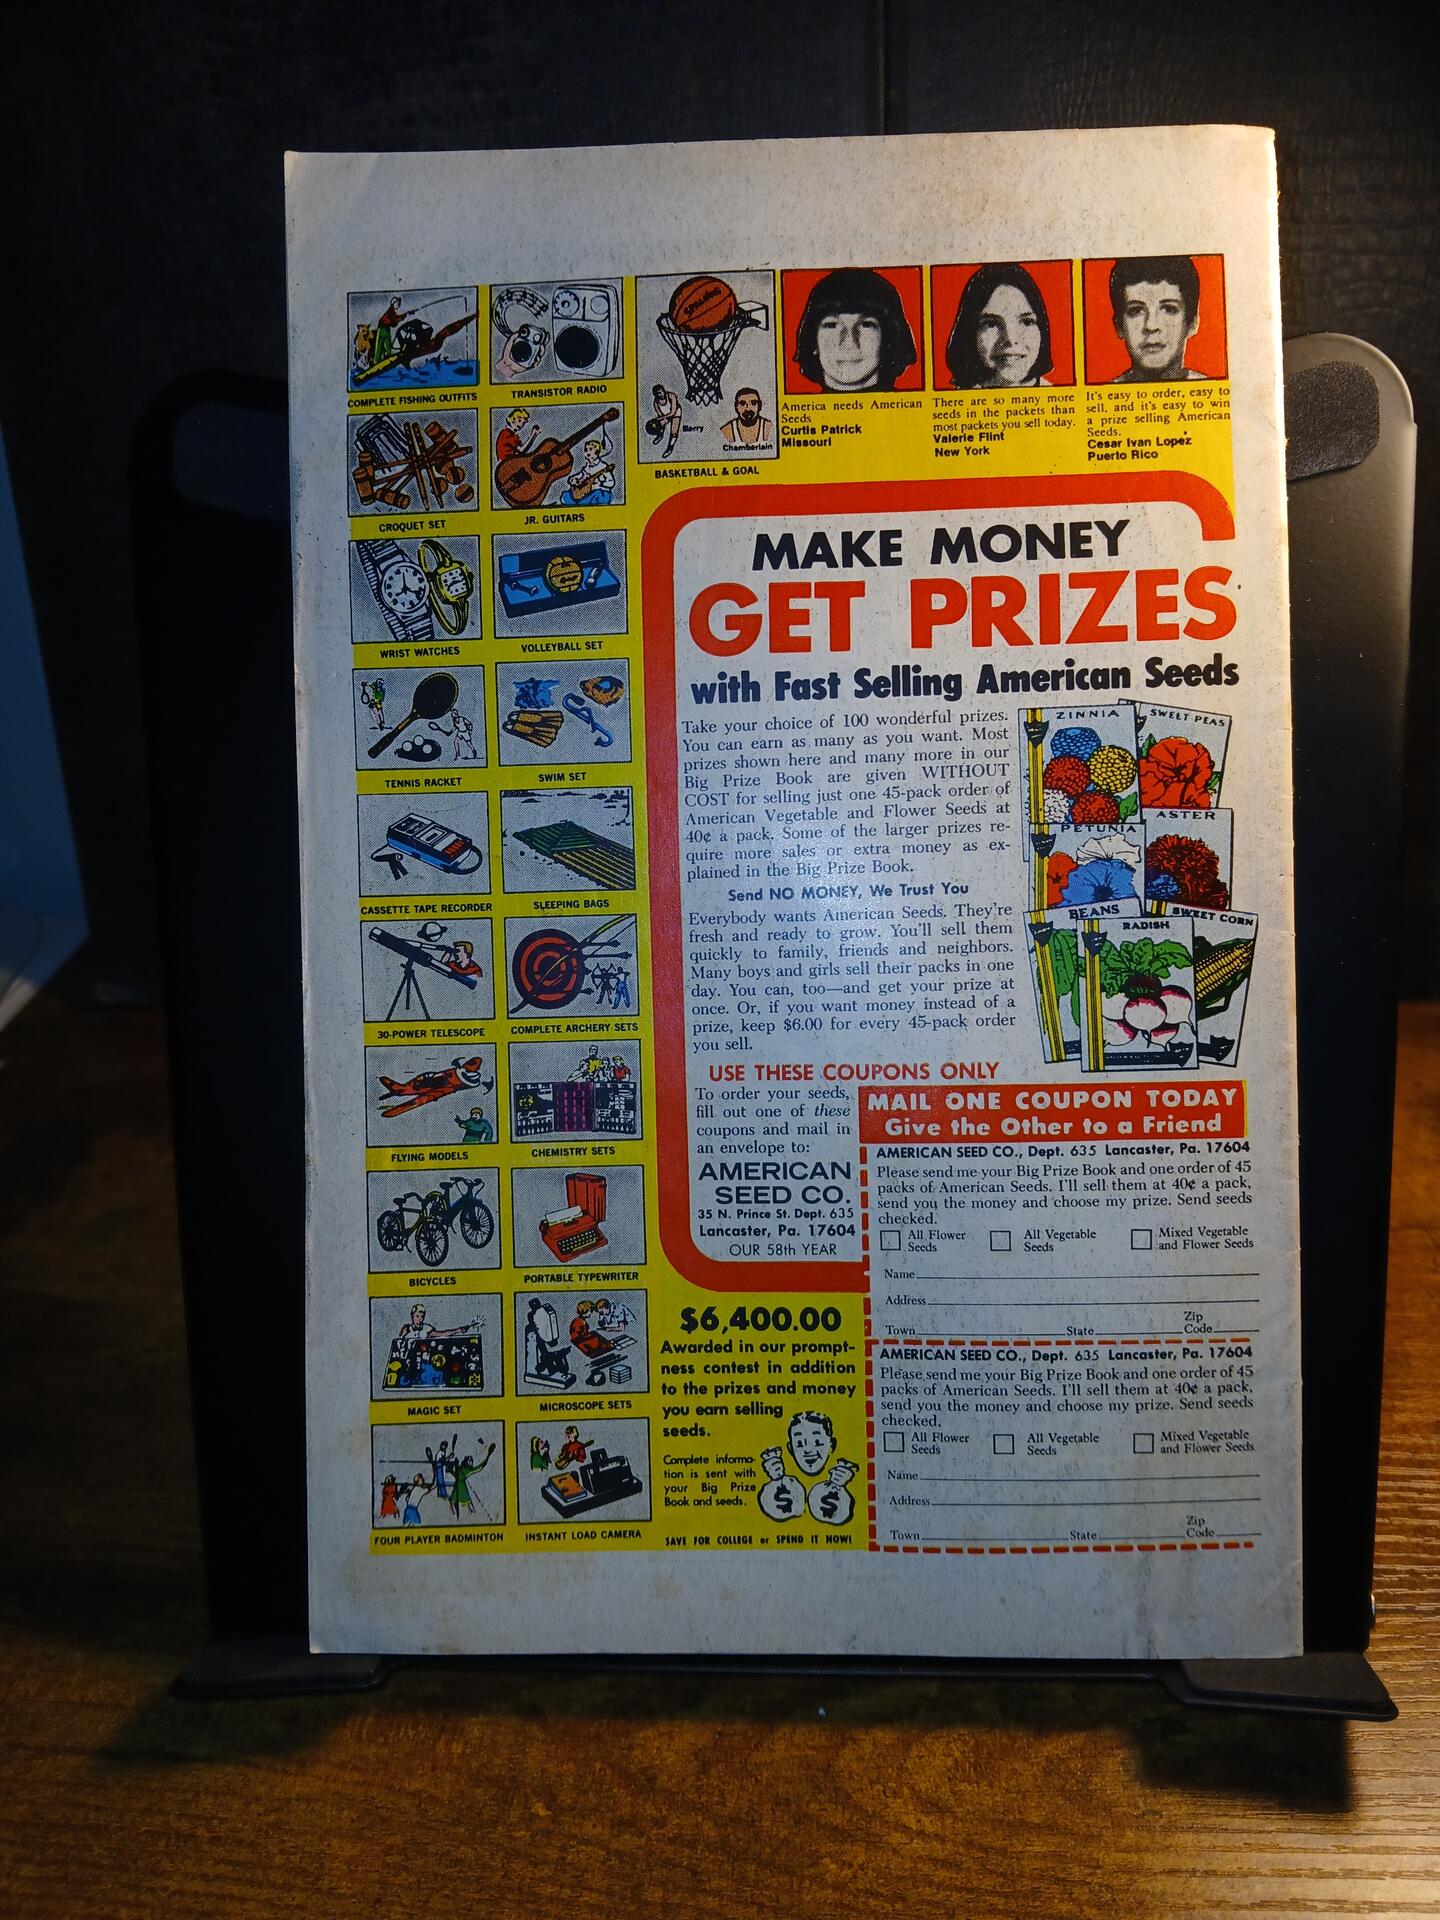 COMPLETE FISHING OUTFITS
TRANSISTOR RADIO
CROQUET SET
JR. GUITARS
WRIST WATCHES
VOLLEYBALL SET
TENNIS RACKET
SWIM SET
CASSETTE TAPE RECORDER
SLEEPING BAGS
30-POWER TELESCOPE
COMPLETE ARCHERY SETS
FLYING MODELS
CHEMISTRY SETS
BICYCLES
PORTABLE TYPEWRITER
MAGIC SET
MICROSCOPE SETS
FOUR PLAYER BADMINTON
INSTANT LOAD CAMERA
SPALDING
Barry
Chamberlain
BASKETBALL & GOAL
America needs American
Seeds
Curtis Patrick
Missouri
There are so many more
seeds in the packets than
most packets you sell today.
Valerie Flint
New York
It's easy to order, easy to
sell, and it's easy to win
a prize selling American
Seeds.
Cesar Ivan Lopez
Puerto Rico
MAKE MONEY
GET PRIZES
with Fast Selling American Seeds
Take your choice of 100 wonderful prizes.
You can earn as many as you want. Most
prizes shown here and many more in our
Big Prize Book are given WITHOUT
COST for selling just one 45-pack order of
American Vegetable and Flower Seeds at
40¢ a pack. Some of the larger prizes re-
quire more sales or extra money as ex-
plained in the Big Prize Book.
Send NO MONEY, We Trust You
Everybody wants American Seeds. They're
fresh and ready to grow. You'll sell them
quickly to family, friends and neighbors.
Many boys and girls sell their packs in one
day. You can, too—and get your prize at
once. Or, if you want money instead of a
prize, keep $6.00 for every 45-pack order
you sell.
ZINNIA
SWEET PEAS
PETUNIA
ASTER
BEANS
RADISH
SWEET CORN
USE THESE COUPONS ONLY
To order your seeds,
fill out one of these
coupons and mail in
an envelope to:
AMERICAN
SEED CO.
35 N. Prince St. Dept. 635
Lancaster, Pa. 17604
OUR 58th YEAR
$6,400.00
Awarded in our prompt-
ness contest in addition
to the prizes and money
you earn selling
seeds.
Complete informa-
tion is sent with
your Big Prize
Book and seeds.
$ $
SAVE FOR COLLEGE or SPEND IT NOW!
MAIL ONE COUPON TODAY
Give the Other to a Friend
AMERICAN SEED CO., Dept. 635 Lancaster, Pa. 17604
Please send me your Big Prize Book and one order of 45
packs of American Seeds. I'll sell them at 40¢ a pack,
send you the money and choose my prize. Send seeds
checked.
All Flower Seeds
All Vegetable Seeds
Mixed Vegetable and Flower Seeds
Name
Address
Town State Zip Code
AMERICAN SEED CO., Dept. 635 Lancaster, Pa. 17604
Please send me your Big Prize Book and one order of 45
packs of American Seeds. I'll sell them at 40¢ a pack,
send you the money and choose my prize. Send seeds
checked.
All Flower Seeds
All Vegetable Seeds
Mixed Vegetable and Flower Seeds
Name
Address
Town State Zip Code